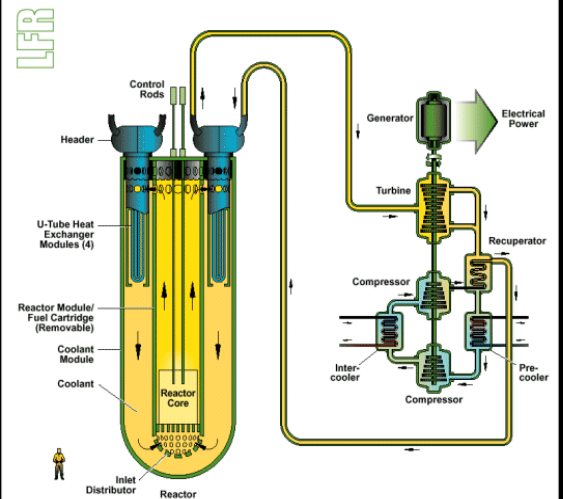 LFR
Control
Rods
Header
U-Tube Heat
Exchanger
Modules (4)
Reactor Module/
Fuel Cartridge
(Removable)
Coolant
Module
Coolant
Reactor
Core
Inlet
Distributor
Reactor
Generator
Electrical
Power
Turbine
Recuperator
Compressor
Inter-
cooler
Compressor
Pre-
cooler